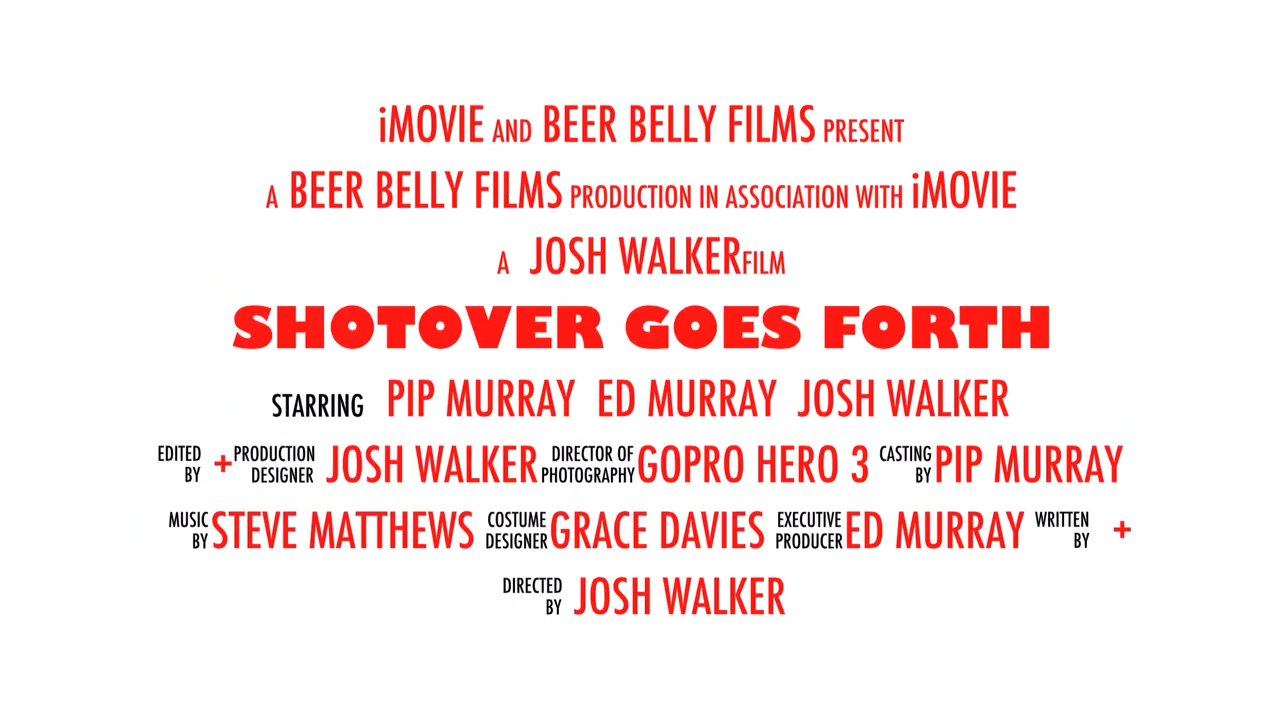 iMOVIE AND BEER BELLY FILMS PRESENT
A BEER BELLY FILMS PRODUCTION IN ASSOCIATION WITH iMOVIE
A JOSH WALKER FILM
SHOTOVER GOES FORTH
STARRING PIP MURRAY ED MURRAY JOSH WALKER
EDITED BY + PRODUCTION DESIGNER JOSH WALKER DIRECTOR OF PHOTOGRAPHY GOPRO HERO 3 CASTING BY PIP MURRAY
MUSIC BY STEVE MATTHEWS COSTUME DESIGNER GRACE DAVIES EXECUTIVE PRODUCER ED MURRAY WRITTEN BY +
DIRECTED BY JOSH WALKER